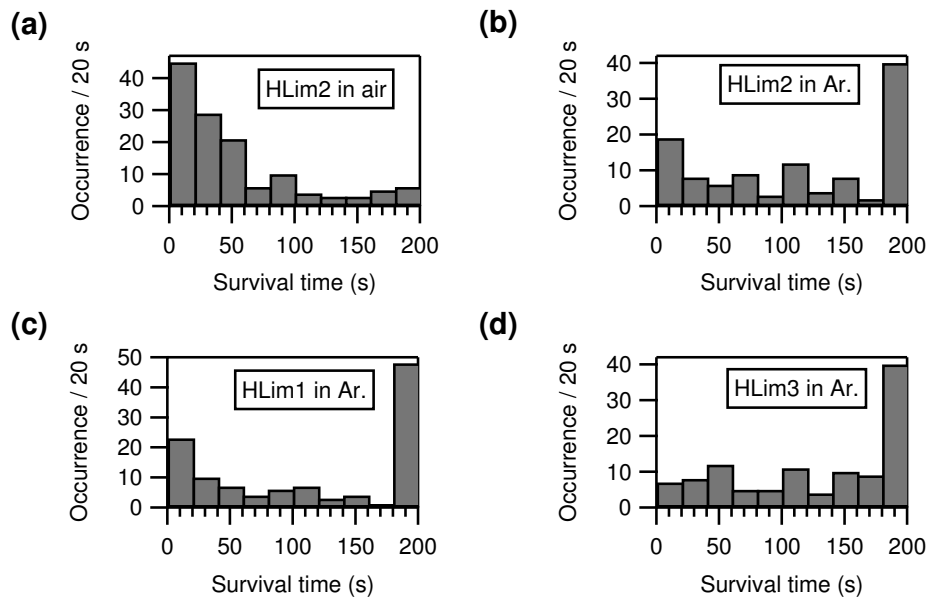 (a)
Occurrence / 20 s
40
30
20
10
0
HLim2 in air
0 50 100 150 200
Survival time (s)
(b)
Occurrence / 20 s
40
30
20
10
0
HLim2 in Ar.
0 50 100 150 200
Survival time (s)
(c)
Occurrence / 20 s
50
40
30
20
10
0
HLim1 in Ar.
0 50 100 150 200
Survival time (s)
(d)
Occurrence / 20 s
40
30
20
10
0
HLim3 in Ar.
0 50 100 150 200
Survival time (s)